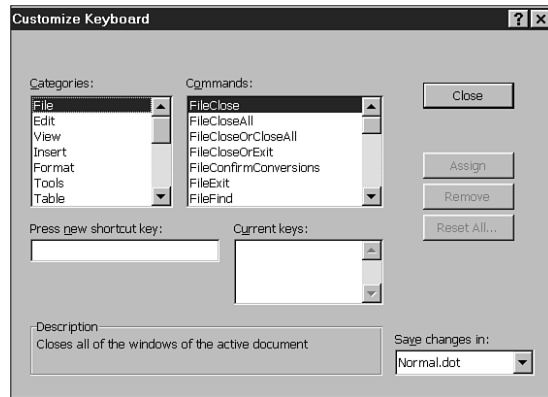 Customize Keyboard
Categories:
File
Edit
View
Insert
Format
Tools
Table
Commands:
FileClose
FileCloseAll
FileCloseOrCloseAll
FileCloseOrExit
FileConfirmConversions
FileExit
FileFind
Close
Assign
Remove
Reset All...
Press new shortcut key:
Current keys:
Description
Closes all of the windows of the active document
Save changes in:
Normal.dot